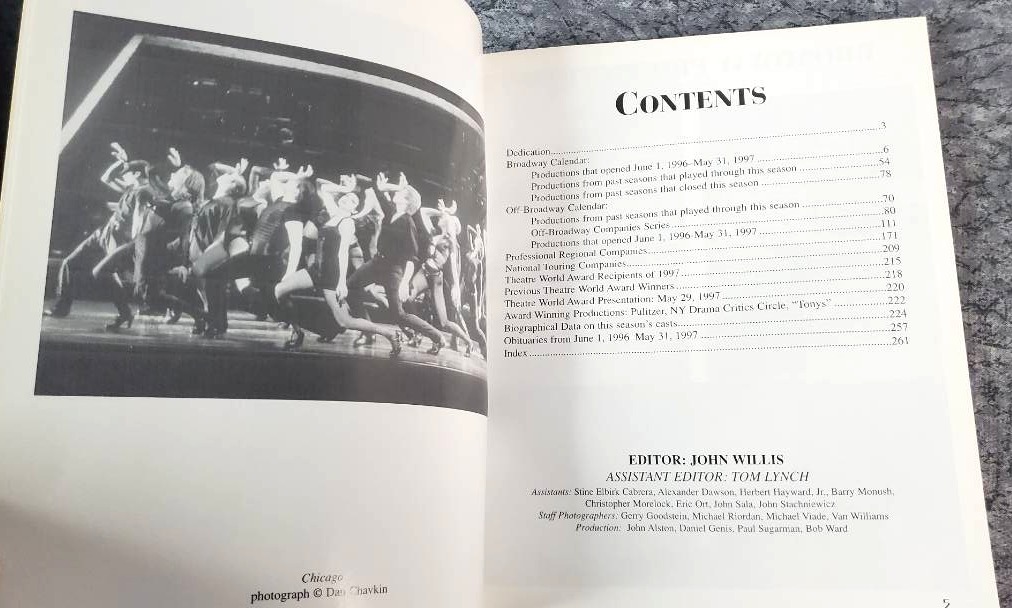 Chicago
photograph © Dan Chavkin
CONTENTS
Dedication..........3
Broadway Calendar:
Productions that opened June 1, 1996-May 31, 1997 ..........6
Productions from past seasons that played through this season ..........54
Productions from past seasons that closed this season ..........78
Off-Broadway Calendar:
Productions from past seasons that played through this season ..........70
Off-Broadway Companies Series ..........80
Productions that opened June 1, 1996-May 31, 1997 ..........111
Professional Regional Companies..........171
National Touring Companies..........209
Theatre World Award Recipients of 1997..........215
Previous Theatre World Award Winners ..........218
Theatre World Award Presentation: May 29, 1997 ..........220
Award Winning Productions: Pulitzer, NY Drama Critics Circle, "Tonys" ..........222
Biographical Data on this season's casts..........224
Obituaries from June 1, 1996-May 31, 1997 ..........257
Index ..........261
EDITOR: JOHN WILLIS
ASSISTANT EDITOR: TOM LYNCH
Assistants: Stine Elbirk Cabrera, Alexander Dawson, Herbert Hayward, Jr., Barry Monush,
Christopher Morelock, Eric Ort, John Sala, John Stachniewicz
Staff Photographers: Gerry Goodstein, Michael Riordan, Michael Viade, Van Williams
Production: John Alston, Daniel Genis, Paul Sugarman, Bob Ward
5